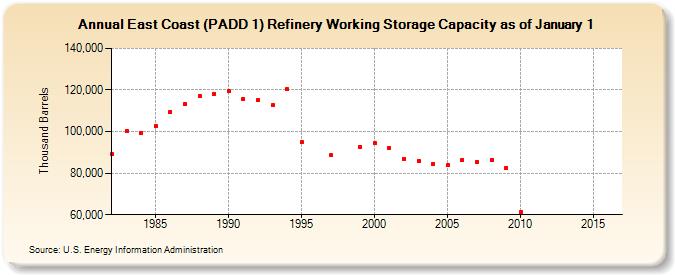 Annual East Coast (PADD 1) Refinery Working Storage Capacity as of January 1
Thousand Barrels
140,000
120,000
100,000
80,000
60,000
1985 1990 1995 2000 2005 2010 2015
Source: U.S. Energy Information Administration